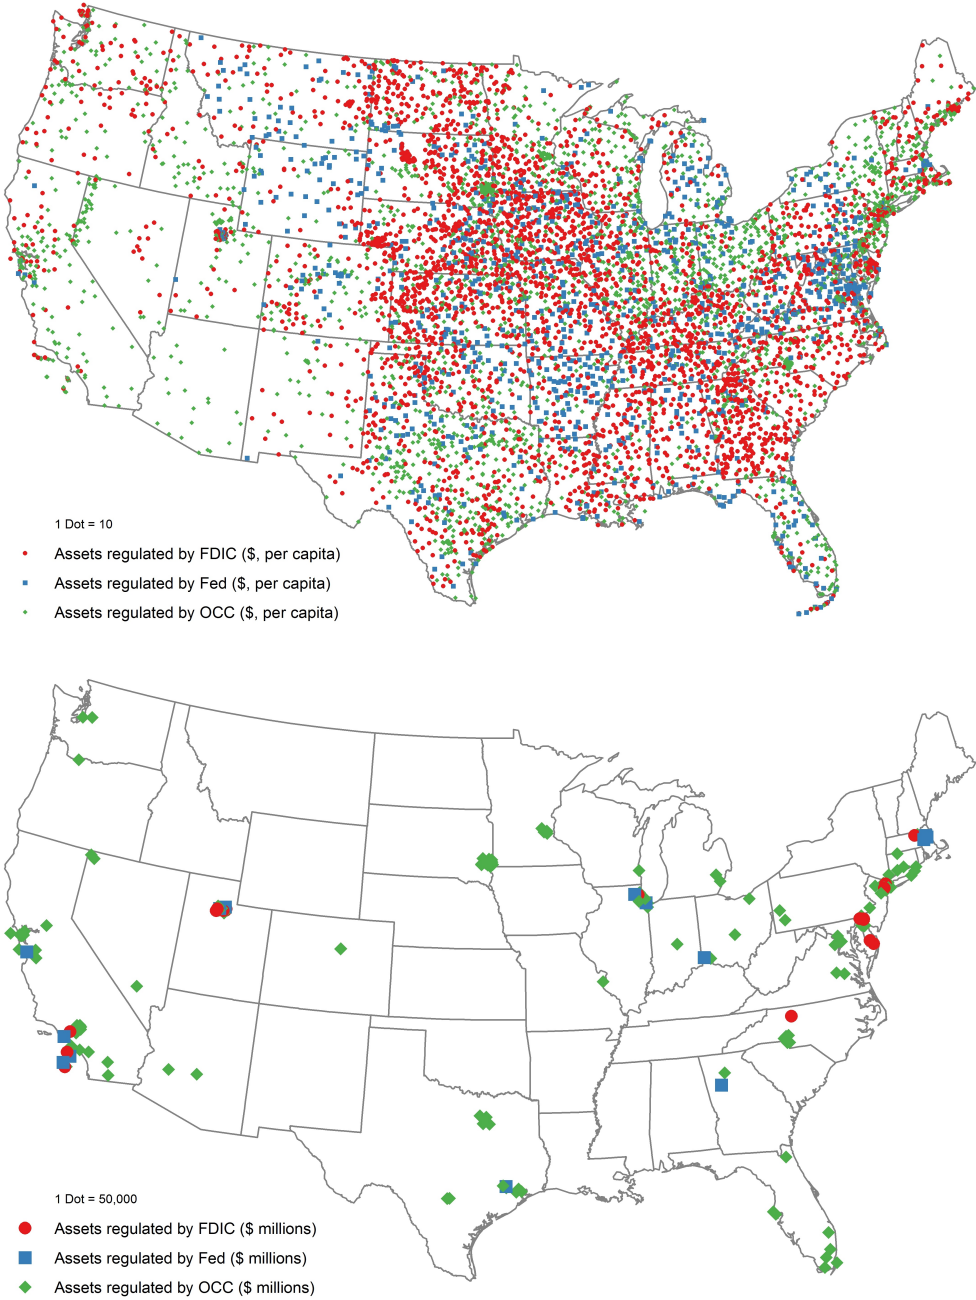 1 Dot = 10
Assets regulated by FDIC ($, per capita)
Assets regulated by Fed ($, per capita)
Assets regulated by OCC ($, per capita)
1 Dot = 50,000
Assets regulated by FDIC ($ millions)
Assets regulated by Fed ($ millions)
Assets regulated by OCC ($ millions)